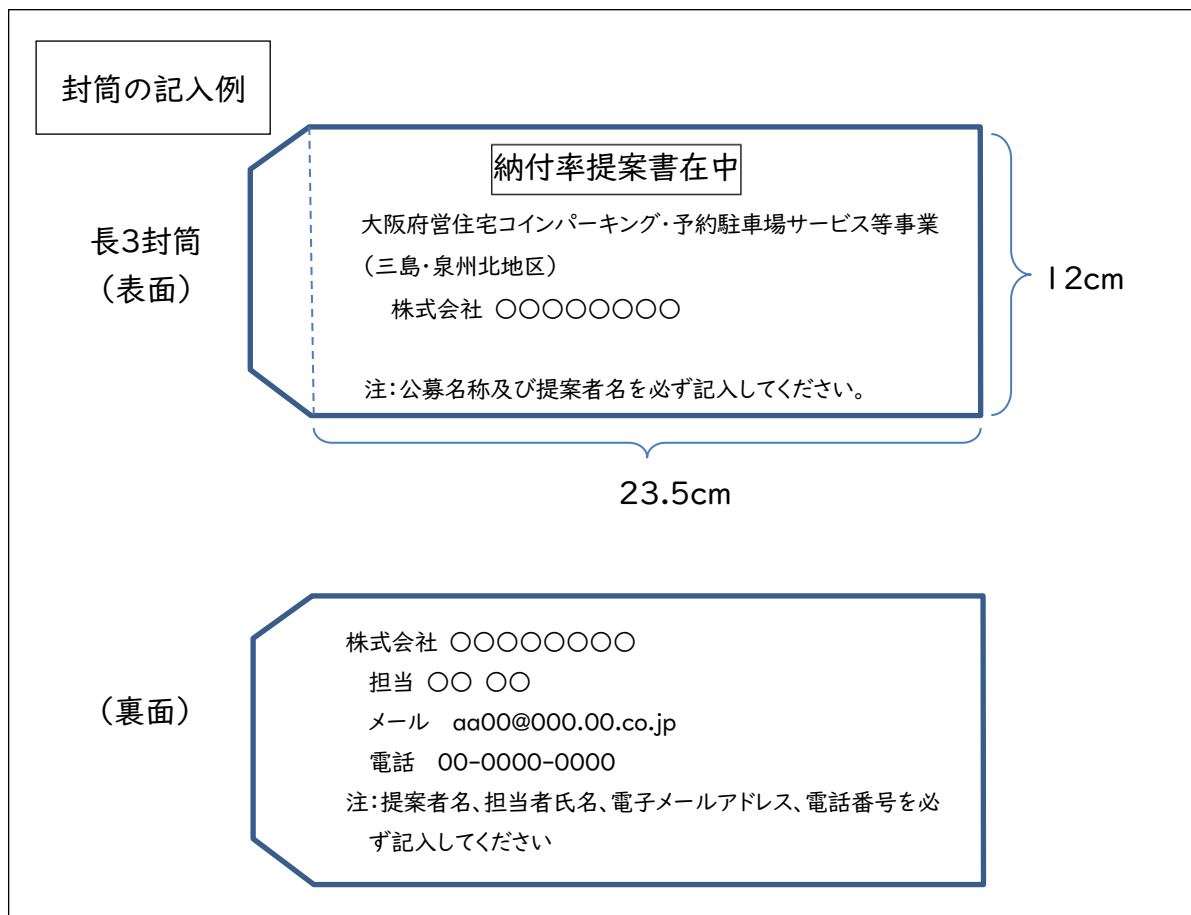 封筒の記入例
長3封筒
（表面）
納付率提案書在中
大阪府営住宅コインパーキング・予約駐車場サービス等事業
（三島・泉州北地区）
株式会社 ○○○○○○○○
注：公募名称及び提案者名を必ず記入してください。
12cm
23.5cm
（裏面）
株式会社 ○○○○○○○○
担当 ○○ ○○
メール　aa00@000.00.co.jp
電話　00-0000-0000
注：提案者名、担当者氏名、電子メールアドレス、電話番号を必
ず記入してください